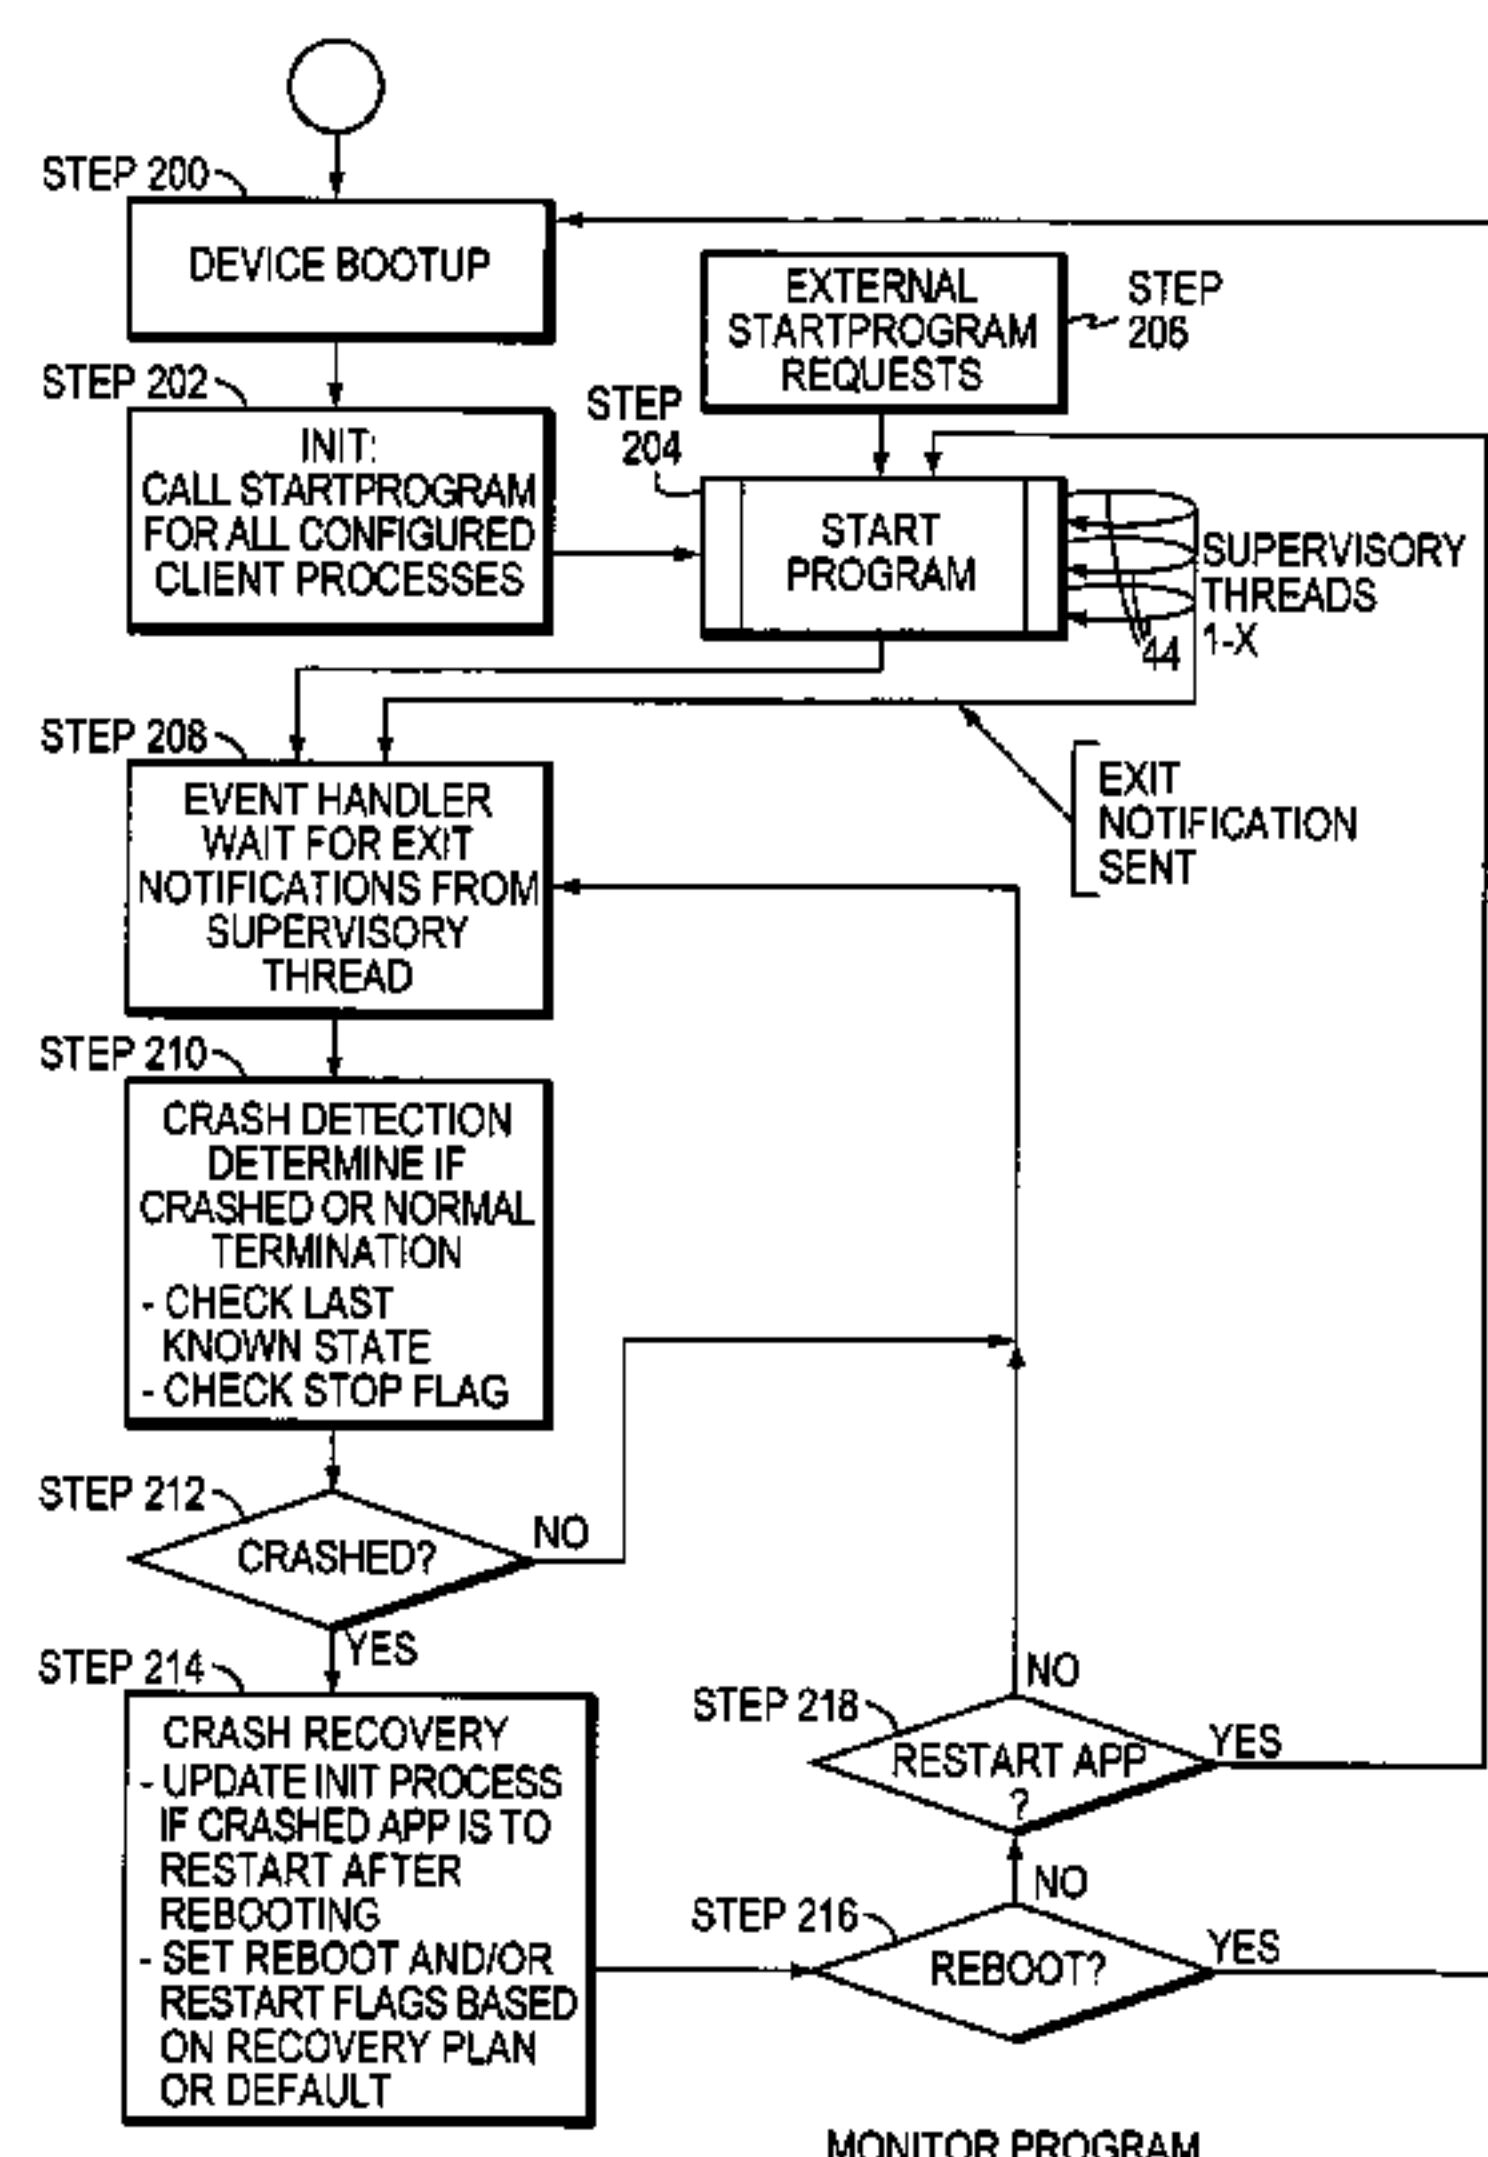 STEP 200
DEVICE BOOTUP
EXTERNAL
STARTPROGRAM
REQUESTS
STEP
206
STEP 202
INIT:
CALL STARTPROGRAM
FOR ALL CONFIGURED
CLIENT PROCESSES
STEP
204
START
PROGRAM
SUPERVISORY
THREADS
1-X
44
STEP 208
EVENT HANDLER
WAIT FOR EXIT
NOTIFICATIONS FROM
SUPERVISORY
THREAD
EXIT
NOTIFICATION
SENT
STEP 210
CRASH DETECTION
DETERMINE IF
CRASHED OR NORMAL
TERMINATION
- CHECK LAST
KNOWN STATE
- CHECK STOP FLAG
STEP 212
CRASHED?
NO
YES
STEP 214
CRASH RECOVERY
- UPDATE INIT PROCESS
IF CRASHED APP IS TO
RESTART AFTER
REBOOTING
- SET REBOOT AND/OR
RESTART FLAGS BASED
ON RECOVERY PLAN
OR DEFAULT
NO
STEP 218
RESTART APP
?
YES
NO
STEP 216
REBOOT?
YES
MONITOR PROGRAM